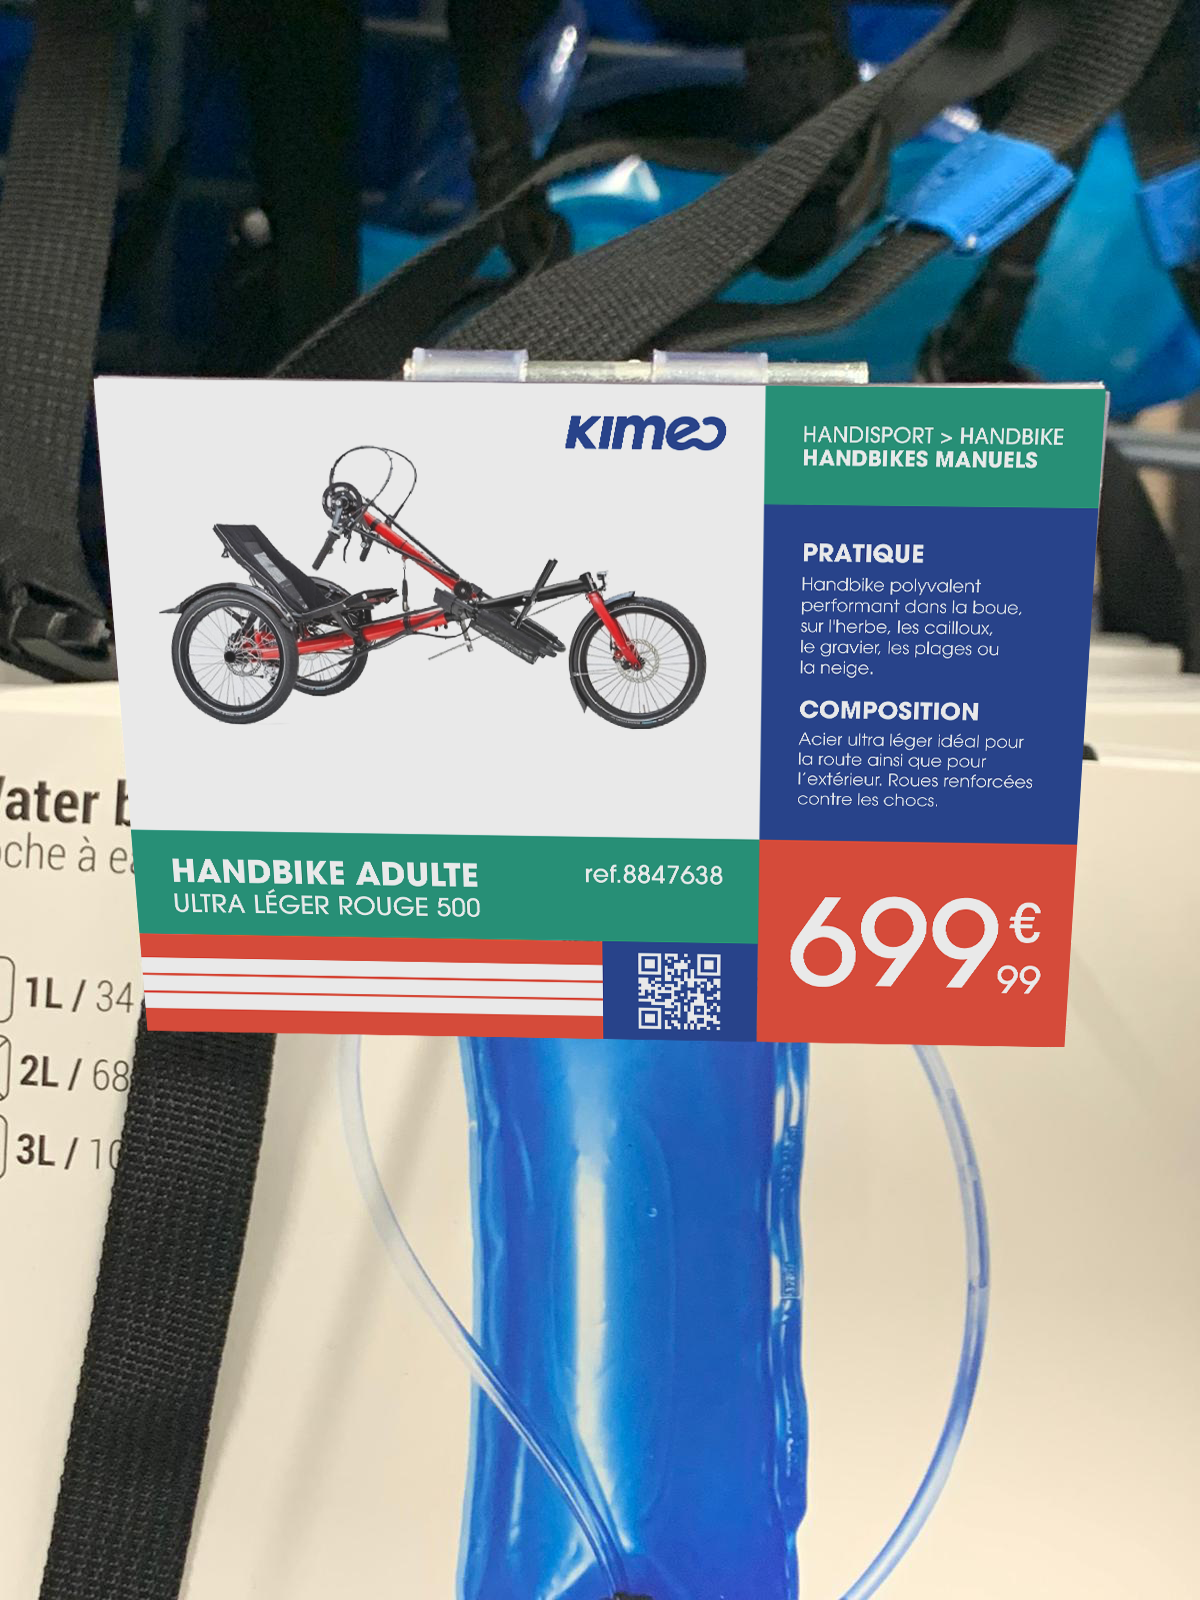 KIMEO
HANDISPORT > HANDBIKE
HANDBIKES MANUELS
PRATIQUE
Handbike polyvalent
performant dans la boue,
sur l'herbe, les cailloux,
le gravier, les plages ou
la neige.
COMPOSITION
Acier ultra léger idéal pour
la route ainsi que pour
l'extérieur. Roues renforcées
contre les chocs.
HANDBIKE ADULTE
ULTRA LÉGER ROUGE 500
ref.8847638
699€
99
1L / 34
2L / 68
3L /